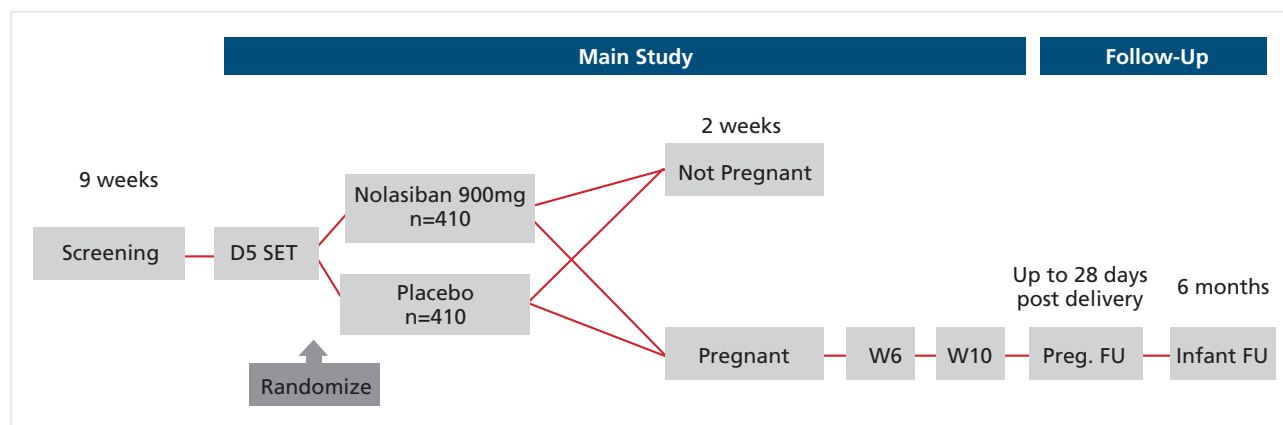 Main Study
Follow-Up
9 weeks
Screening
D5 SET
Randomize
Nolasiban 900mg
n=410
Placebo
n=410
2 weeks
Not Pregnant
Pregnant
W6
W10
Up to 28 days
post delivery
Preg. FU
6 months
Infant FU